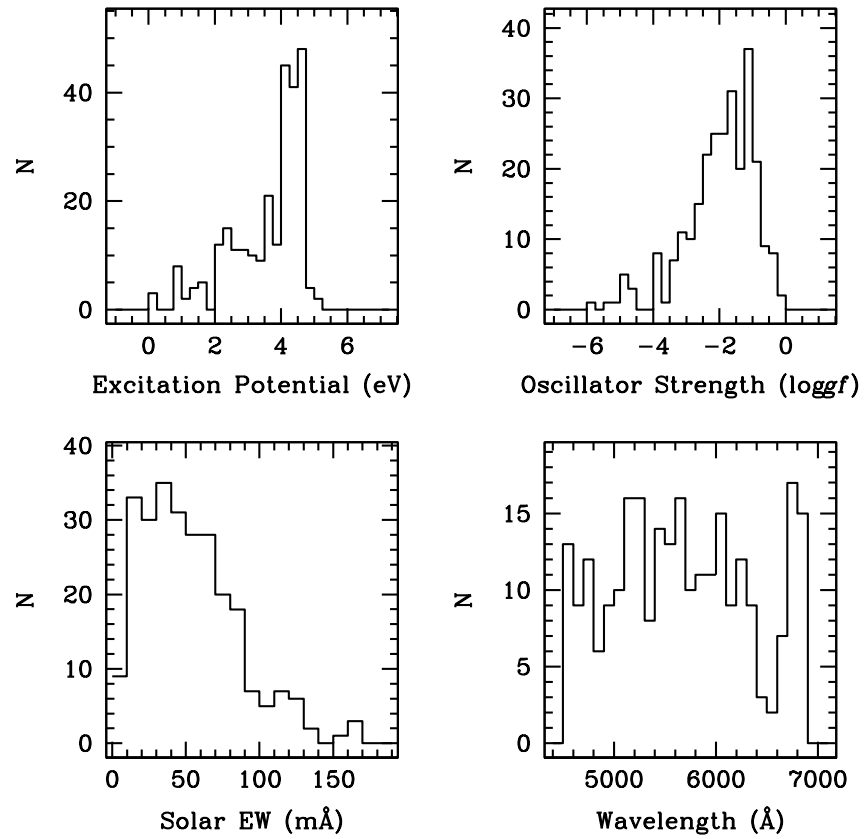 N
40
20
0
0 2 4 6
Excitation Potential (eV)
N
40
30
20
10
0
−6 −4 −2 0
Oscillator Strength (loggf)
N
40
30
20
10
0
0 50 100 150
Solar EW (mÅ)
N
15
10
5
0
5000 6000 7000
Wavelength (Å)